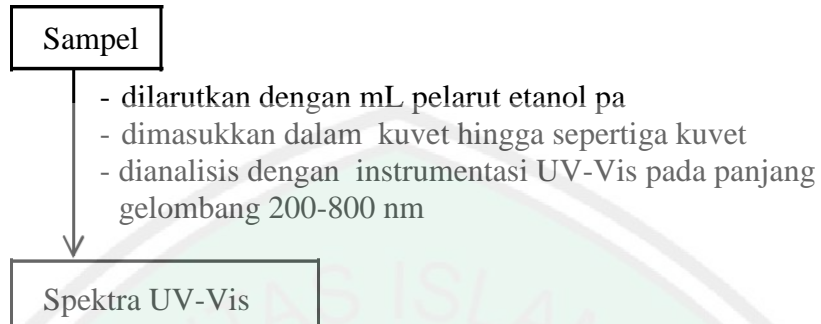 Sampel
- dilarutkan dengan mL pelarut etanol pa
- dimasukkan dalam kuvet hingga sepertiga kuvet
- dianalisis dengan instrumentasi UV-Vis pada panjang
gelombang 200-800 nm
Spektra UV-Vis